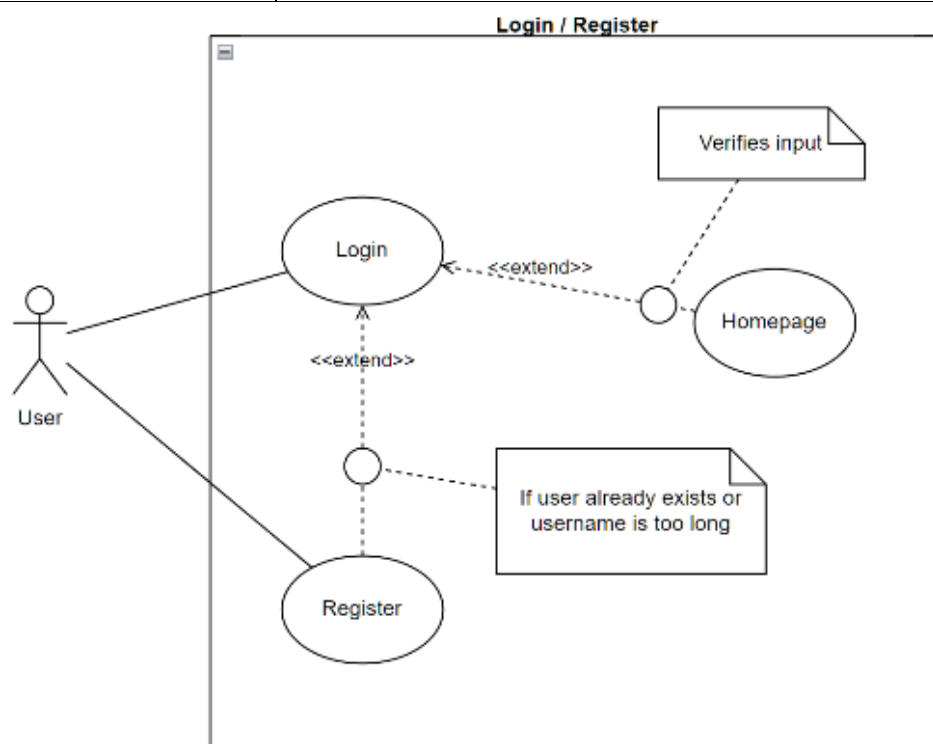 Login / Register
Verifies input
Login
<<extend>>
Homepage
<<extend>>
User
If user already exists or
username is too long
Register